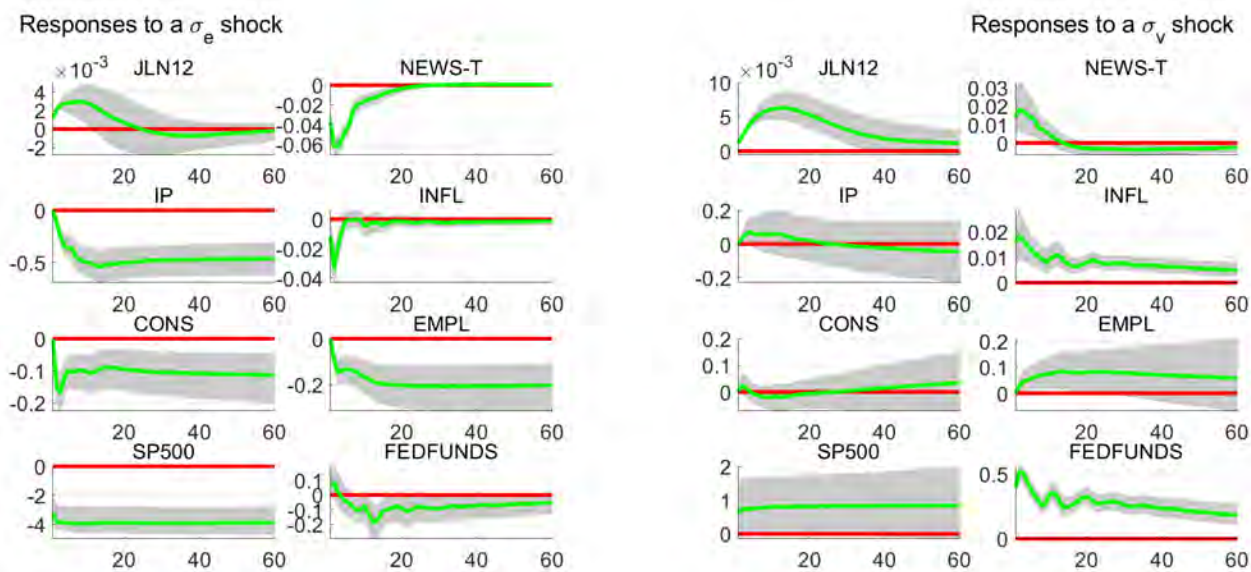 Responses to a σe shock
× 10-3
JLN12
4
2
0
-2
20 40 60
NEWS-T
0
-0.02
-0.04
-0.06
20 40 60
IP
0
-0.5
20 40 60
INFL
0
-0.02
-0.04
20 40 60
CONS
0
-0.1
-0.2
20 40 60
EMPL
0
-0.2
20 40 60
SP500
0
-2
-4
20 40 60
FEDFUNDS
0.1
0
-0.1
-0.2
20 40 60
Responses to a σv shock
10 × 10-3
JLN12
5
0
20 40 60
NEWS-T
0.03
0.02
0.01
0
20 40 60
IP
0.2
0
-0.2
20 40 60
INFL
0.02
0.01
0
20 40 60
CONS
0.2
0.1
0
20 40 60
EMPL
0.2
0.1
0
20 40 60
SP500
2
1
0
20 40 60
FEDFUNDS
0.5
0
20 40 60